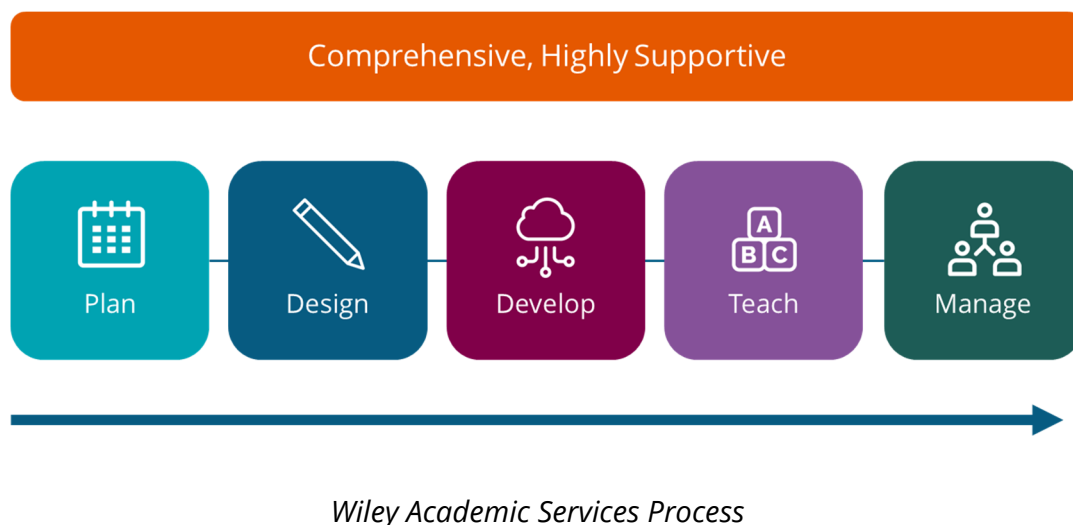 Comprehensive, Highly Supportive
Plan
Design
Develop
A
B C
Teach
Manage
Wiley Academic Services Process